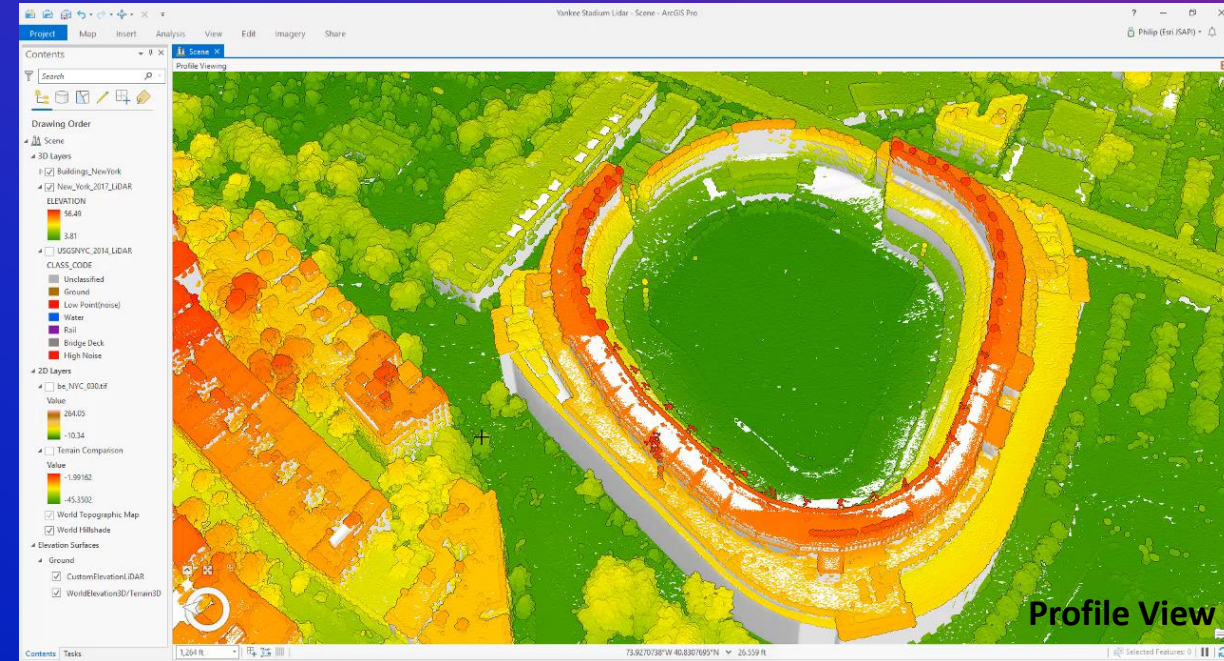 Yankee Stadium Lidar - Scene - ArcGIS Pro
Project Map Insert Analysis View Edit Imagery Share
Philip (Esri JSAPI)
Contents
Scene
Profile Viewing
Search
Drawing Order
Scene
3D Layers
Buildings_NewYork
New_York_2017_LiDAR
ELEVATION
56.49
3.81
USGSNYC_2014_LiDAR
CLASS_CODE
Unclassified
Ground
Low Point(noise)
Water
Rail
Bridge Deck
High Noise
2D Layers
be_NYC_030.tif
Value
264.05
-10.34
Terrain Comparison
Value
-1.99162
-45.3502
World Topographic Map
World Hillshade
Elevation Surfaces
Ground
CustomElevationLiDAR
WorldElevation3D/Terrain3D
Profile View
Contents Tasks
1,264 ft
73.9270738°W 40.8307695°N 26.559 ft
Selected Features: 0